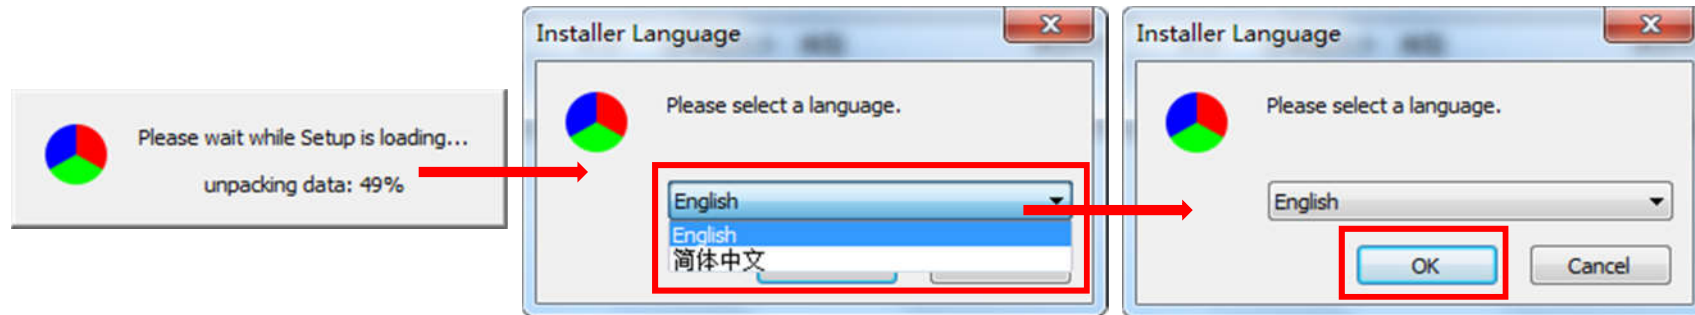 Please wait while Setup is loading...
unpacking data: 49%
Installer Language
Please select a language.
English
English
简体中文
Installer Language
Please select a language.
English
OK
Cancel